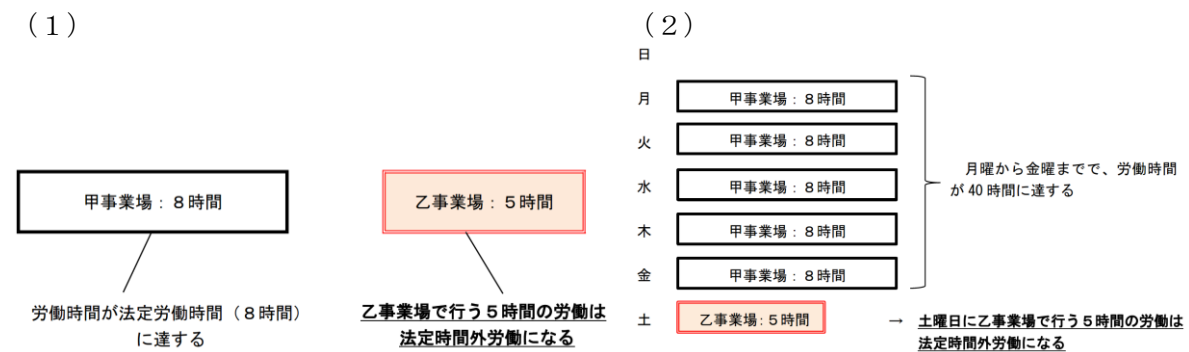 （１）
甲事業場：８時間
乙事業場：５時間
労働時間が法定労働時間（８時間）
に達する
乙事業場で行う５時間の労働は
法定時間外労働になる
（２）
日
月
甲事業場：８時間
火
甲事業場：８時間
水
甲事業場：８時間
木
甲事業場：８時間
金
甲事業場：８時間
月曜から金曜までで、労働時間
が 40 時間に達する
土
乙事業場：５時間
→ 土曜日に乙事業場で行う５時間の労働は
法定時間外労働になる